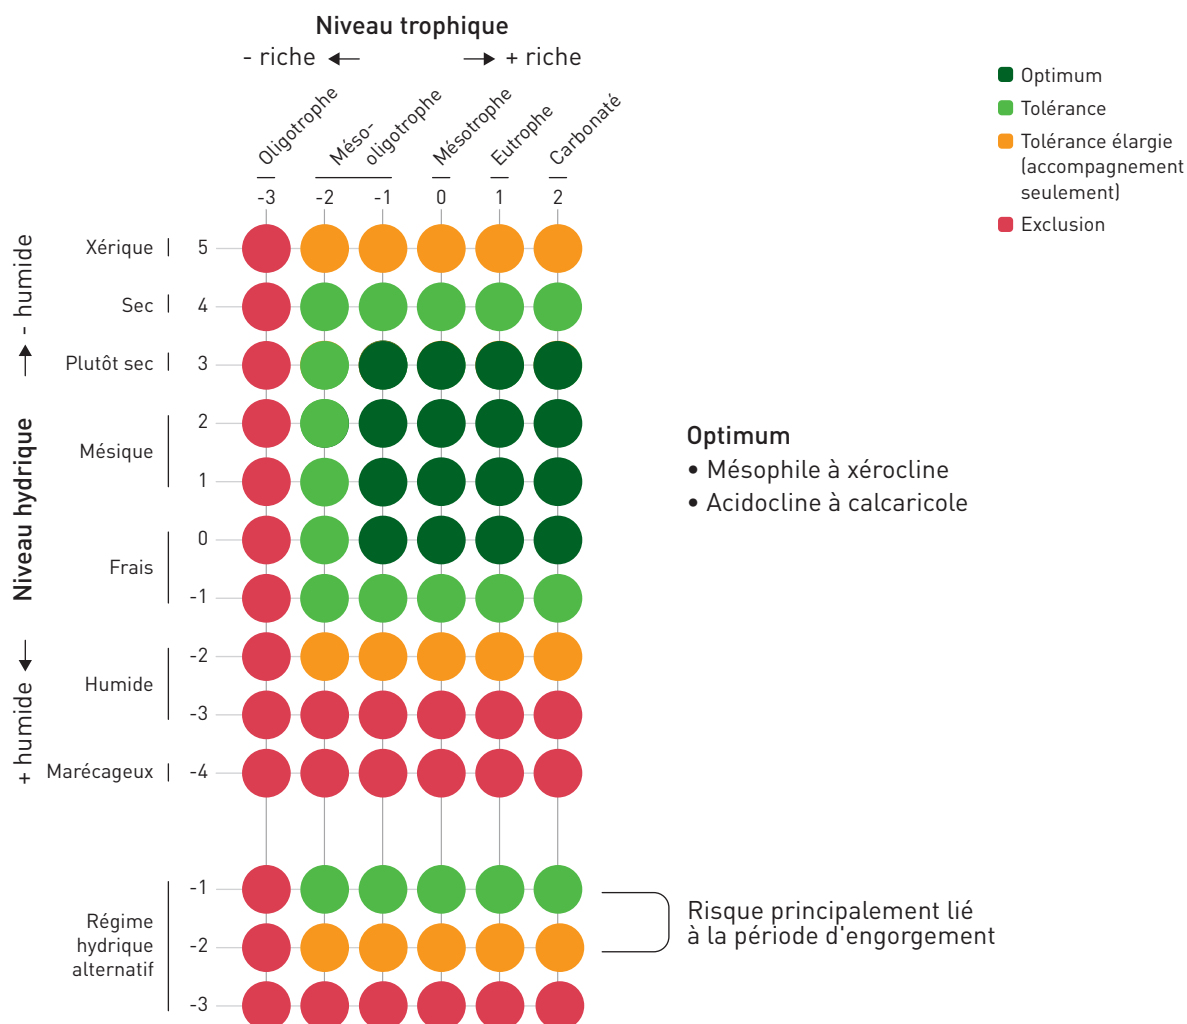 Niveau trophique
- riche
+ riche
Oligotrophe
Méso-
oligotrophe
Mésotrophe
Eutrophe
Carbonaté
-3 -2 -1 0 1 2
Optimum
Tolérance
Tolérance élargie
(accompagnement
seulement)
Exclusion
Niveau hydrique
- humide
+ humide
Xérique 5
Sec 4
Plutôt sec 3
2
Mésique
1
0
Frais
-1
-2
Humide
-3
Marécageux -4
Optimum
• Mésophile à xérocline
• Acidocline à calcaricole
-1
Régime
hydrique
alternatif
-2
-3
Risque principalement lié
à la période d'engorgement